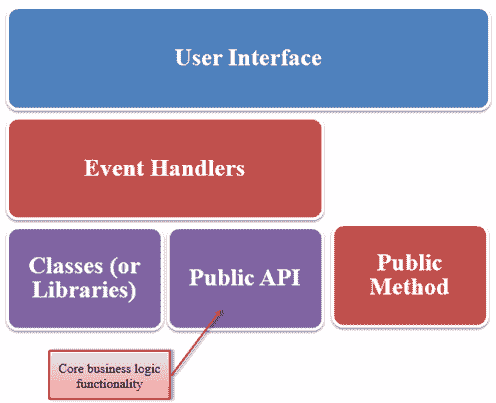 User Interface
Event Handlers
Classes (or
Libraries)
Public API
Public
Method
Core business logic
functionality